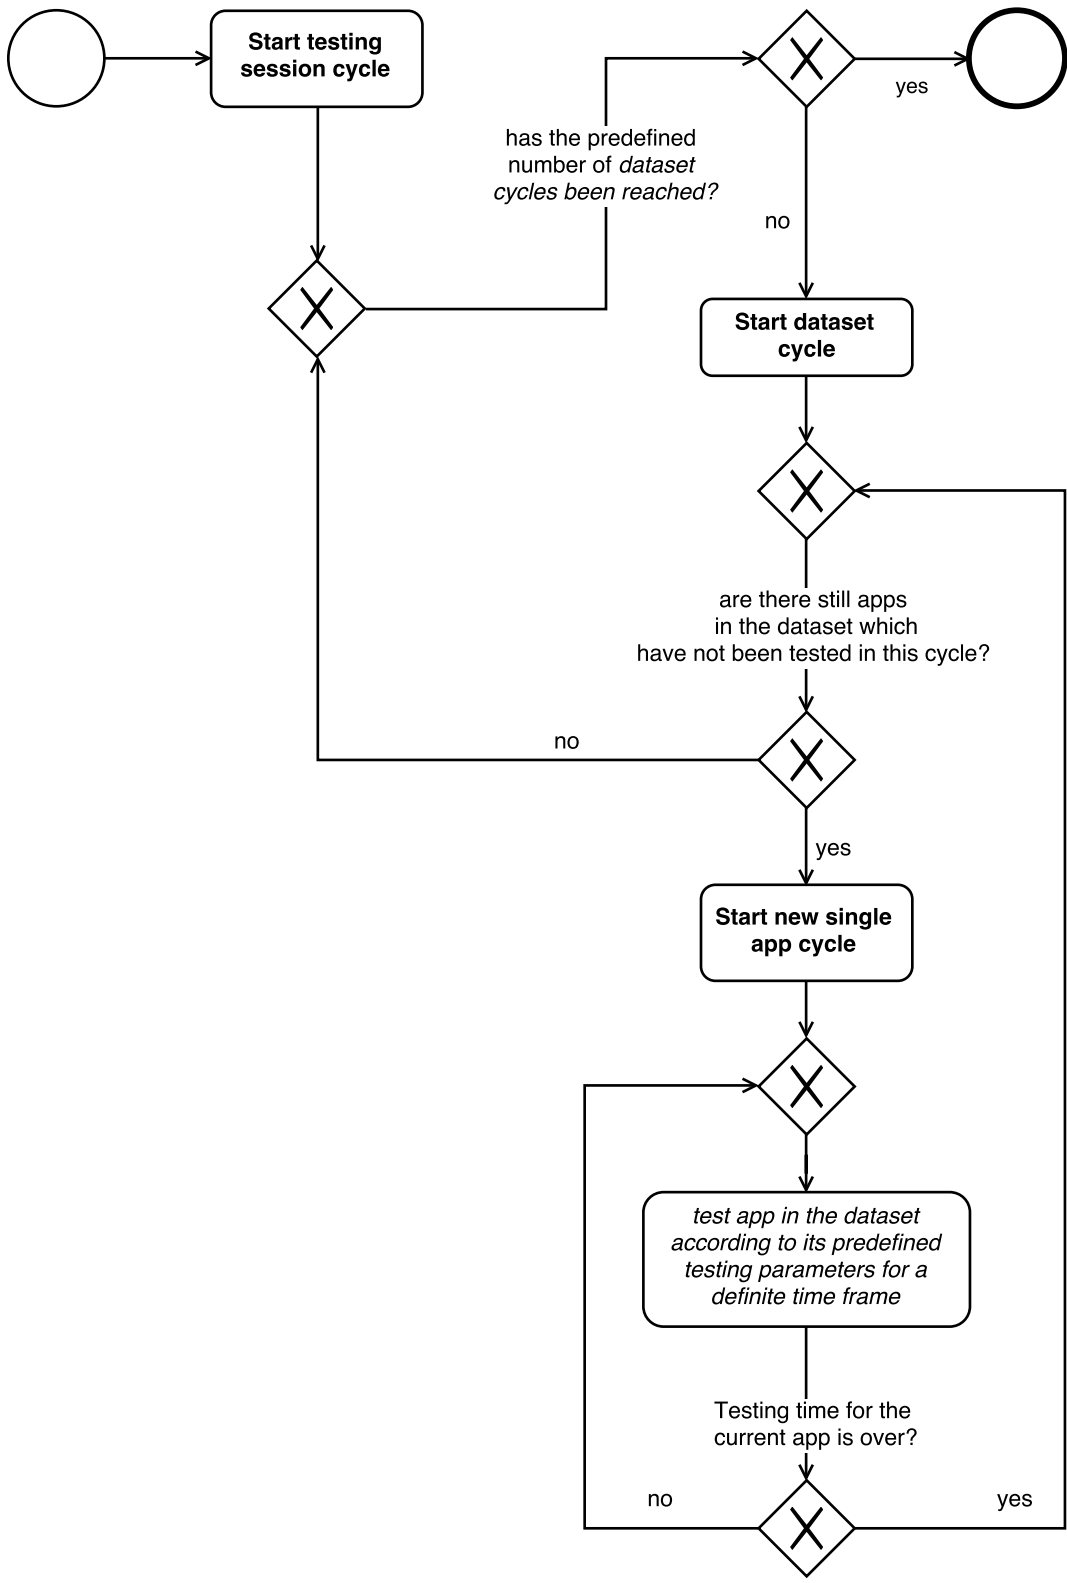 Start testing
session cycle
has the predefined
number of dataset
cycles been reached?
yes
no
Start dataset
cycle
are there still apps
in the dataset which
have not been tested in this cycle?
no
yes
Start new single
app cycle
test app in the dataset
according to its predefined
testing parameters for a
definite time frame
Testing time for the
current app is over?
no
yes